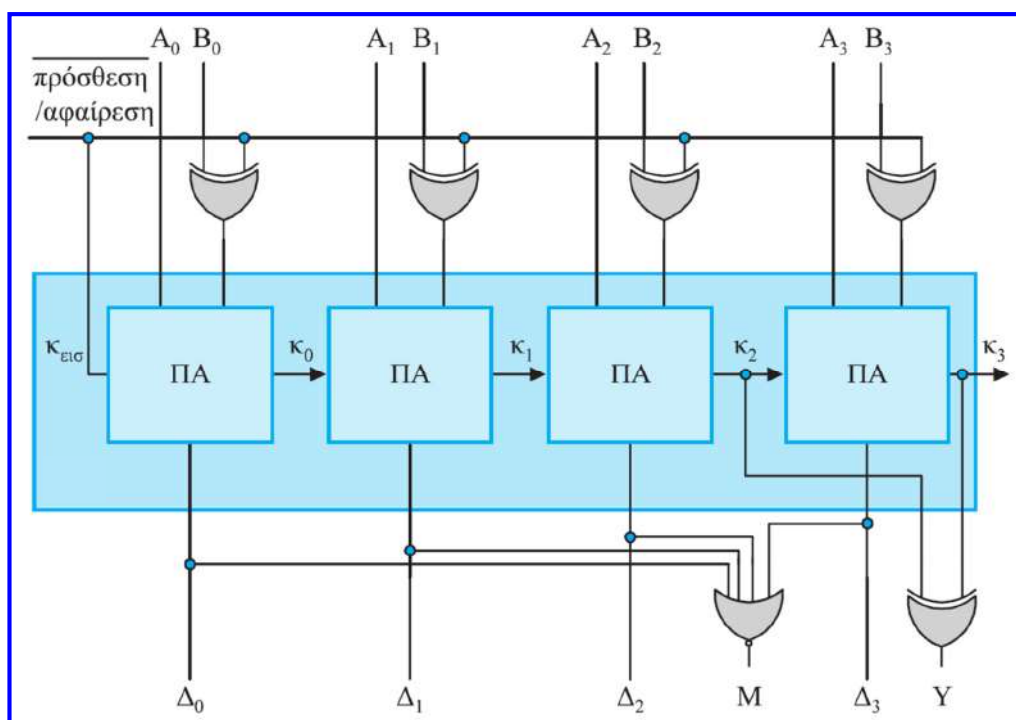 A₀ B₀ A₁ B₁ A₂ B₂ A₃ B₃
πρόσθεση
/αφαίρεση
κ_εισ ΠΑ κ₀ ΠΑ κ₁ ΠΑ κ₂ ΠΑ κ₃
Δ₀ Δ₁ Δ₂ Μ Δ₃ Υ